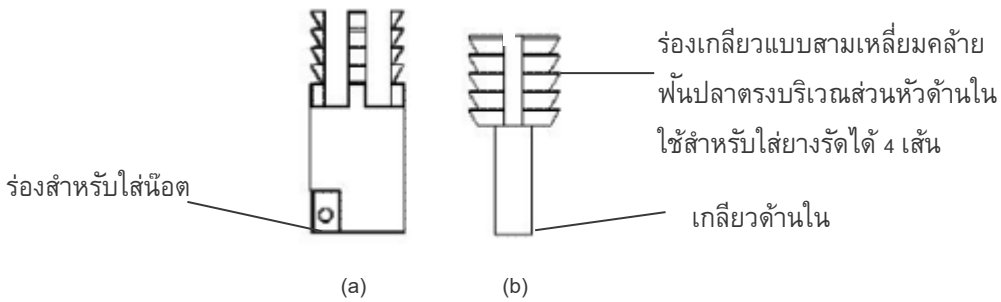 ร่องเกลียวแบบสามเหลี่ยมคล้าย
ฟันปลาตรงบริเวณส่วนหัวด้านใน
ใช้สำหรับใส่ยางรัดได้ 4 เส้น
ร่องสำหรับใส่น๊อต
เกลียวด้านใน
(a)
(b)